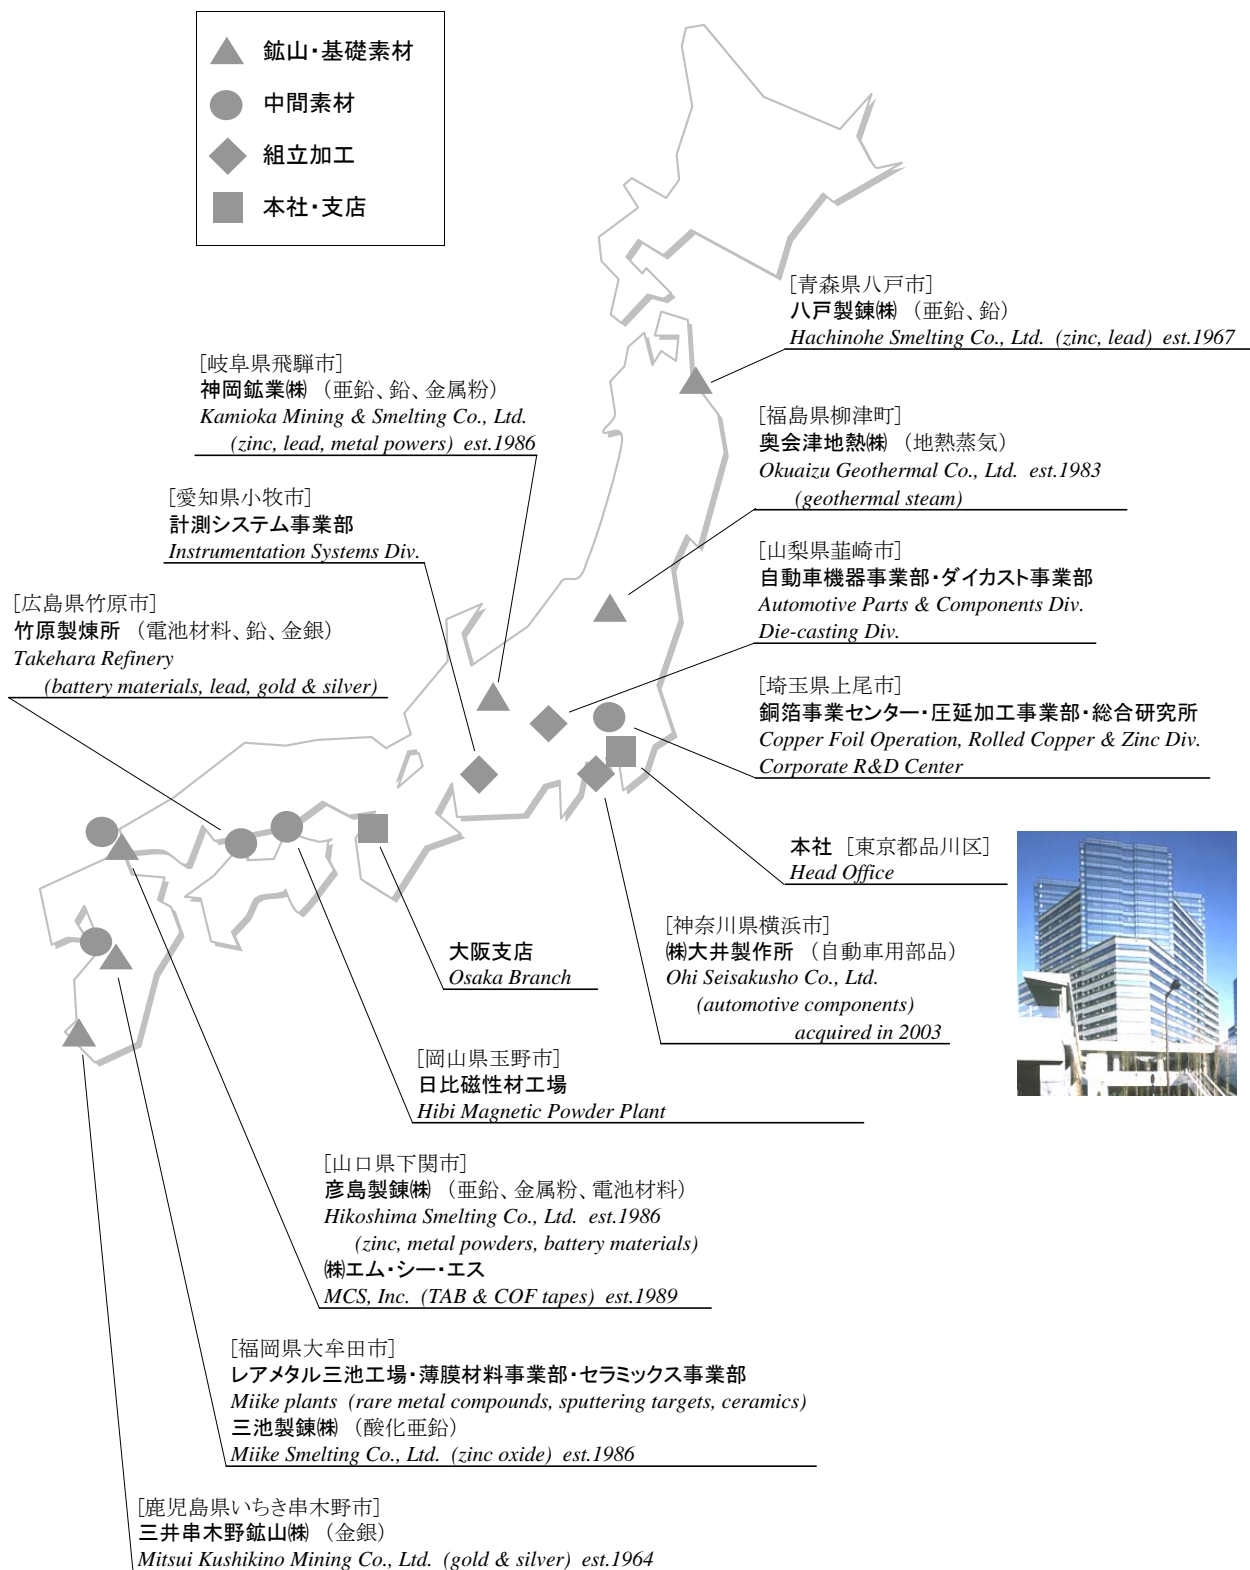 鉱山・基礎素材
中間素材
組立加工
本社・支店
[青森県八戸市]
八戸製錬㈱ （亜鉛、鉛）
Hachinohe Smelting Co., Ltd. (zinc, lead) est.1967
[岐阜県飛騨市]
神岡鉱業㈱ （亜鉛、鉛、金属粉）
Kamioka Mining & Smelting Co., Ltd.
(zinc, lead, metal powers) est.1986
[福島県柳津町]
奥会津地熱㈱ （地熱蒸気）
Okuaizu Geothermal Co., Ltd. est.1983
(geothermal steam)
[愛知県小牧市]
計測システム事業部
Instrumentation Systems Div.
[山梨県韮崎市]
自動車機器事業部・ダイカスト事業部
Automotive Parts & Components Div.
Die-casting Div.
[広島県竹原市]
竹原製煉所 （電池材料、鉛、金銀）
Takehara Refinery
(battery materials, lead, gold & silver)
[埼玉県上尾市]
銅箔事業センター・圧延加工事業部・総合研究所
Copper Foil Operation, Rolled Copper & Zinc Div.
Corporate R&D Center
本社 [東京都品川区]
Head Office
[神奈川県横浜市]
㈱大井製作所 （自動車用部品）
Ohi Seisakusho Co., Ltd.
(automotive components)
acquired in 2003
大阪支店
Osaka Branch
[岡山県玉野市]
日比磁性材工場
Hibi Magnetic Powder Plant
[山口県下関市]
彦島製錬㈱ （亜鉛、金属粉、電池材料）
Hikoshima Smelting Co., Ltd. est.1986
(zinc, metal powders, battery materials)
㈱エム・シー・エス
MCS, Inc. (TAB & COF tapes) est.1989
[福岡県大牟田市]
レアメタル三池工場・薄膜材料事業部・セラミックス事業部
Miike plants (rare metal compounds, sputtering targets, ceramics)
三池製錬㈱ （酸化亜鉛）
Miike Smelting Co., Ltd. (zinc oxide) est.1986
[鹿児島県いちき串木野市]
三井串木野鉱山㈱ （金銀）
Mitsui Kushikino Mining Co., Ltd. (gold & silver) est.1964